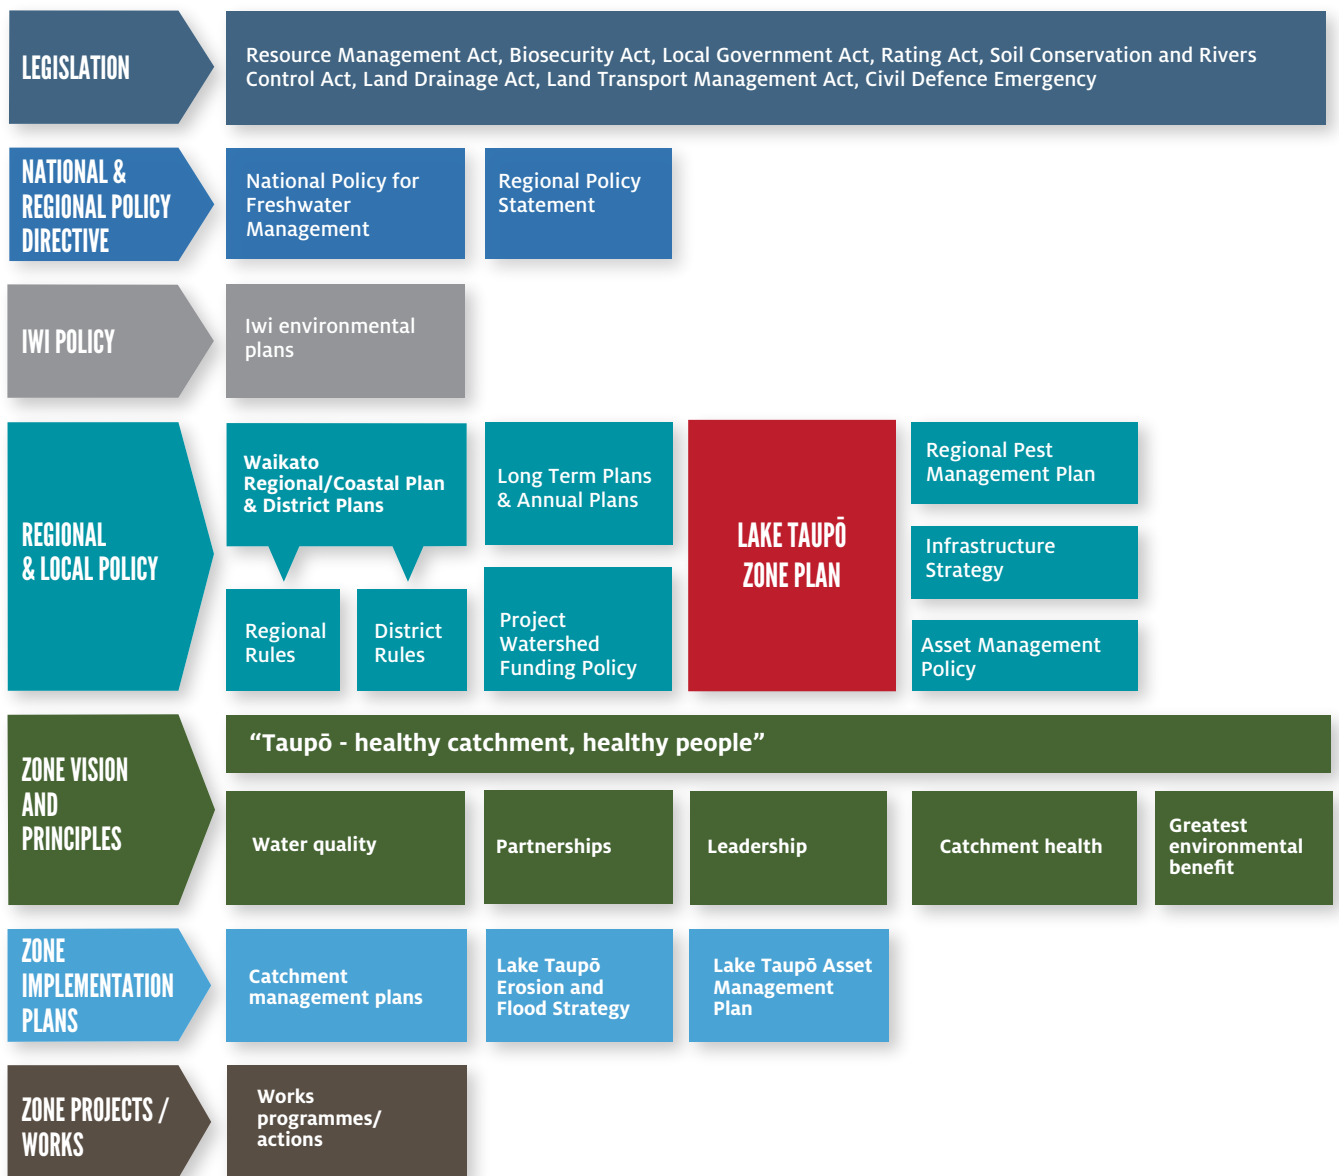 LEGISLATION
Resource Management Act, Biosecurity Act, Local Government Act, Rating Act, Soil Conservation and Rivers
Control Act, Land Drainage Act, Land Transport Management Act, Civil Defence Emergency
NATIONAL &
REGIONAL POLICY
DIRECTIVE
National Policy for
Freshwater
Management
Regional Policy
Statement
IWI POLICY
Iwi environmental
plans
REGIONAL
& LOCAL POLICY
Waikato
Regional/Coastal Plan
& District Plans
Regional
Rules
District
Rules
Long Term Plans
& Annual Plans
Project
Watershed
Funding Policy
LAKE TAUPŌ
ZONE PLAN
Regional Pest
Management Plan
Infrastructure
Strategy
Asset Management
Policy
ZONE VISION
AND
PRINCIPLES
“Taupō - healthy catchment, healthy people”
Water quality
Partnerships
Leadership
Catchment health
Greatest
environmental
benefit
ZONE
IMPLEMENTATION
PLANS
Catchment
management plans
Lake Taupō
Erosion and
Flood Strategy
Lake Taupō Asset
Management
Plan
ZONE PROJECTS /
WORKS
Works
programmes/
actions